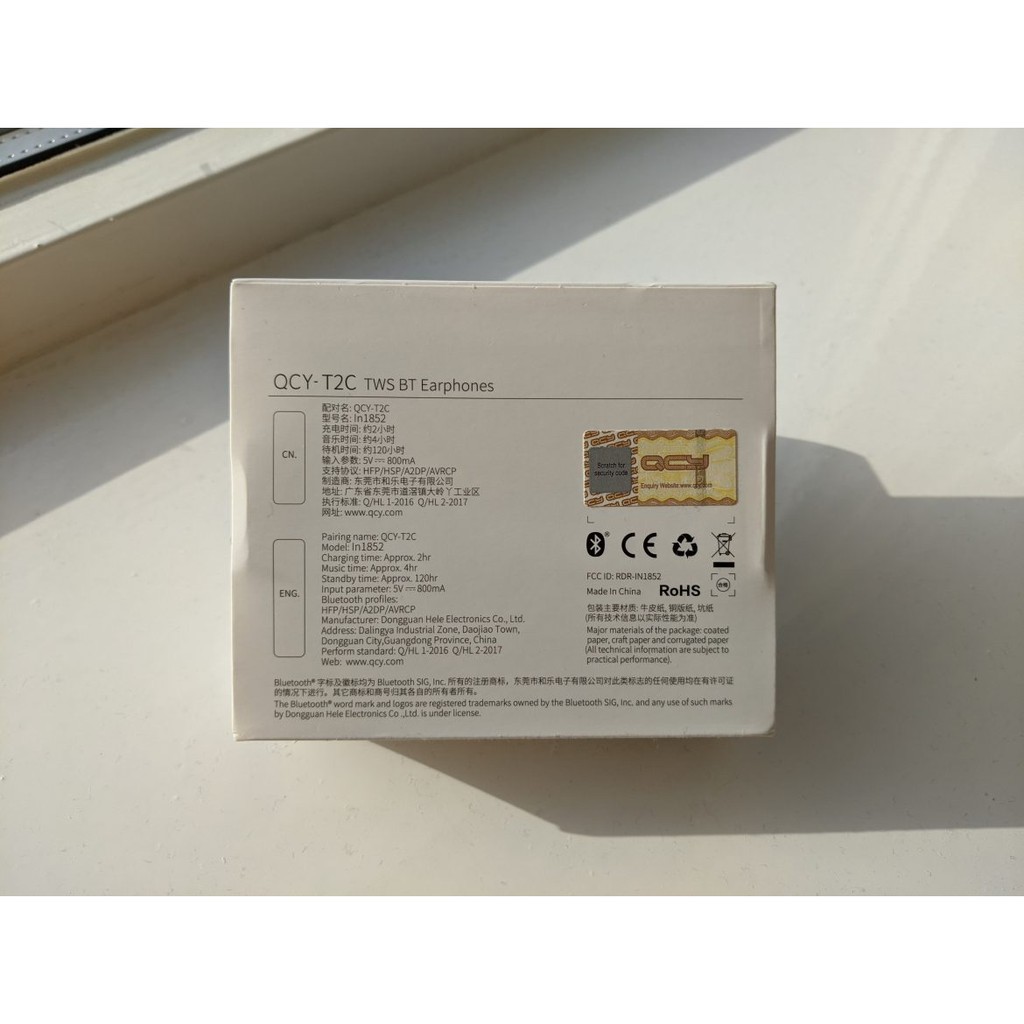 QCY-T2C TWS BT Earphones
CN.
配对名: QCY-T2C
型号名: In1852
充电时间: 约2小时
音乐时间: 约4小时
待机时间: 约120小时
输入参数: 5V⎓800mA
支持协议: HFP/HSP/A2DP/AVRCP
制造商: 东莞市和乐电子有限公司
地址: 广东省东莞市道滘镇大岭丫工业区
执行标准: Q/HL 1-2016 Q/HL 2-2017
网址: www.qcy.com
ENG.
Pairing name: QCY-T2C
Model: In1852
Charging time: Approx. 2hr
Music time: Approx. 4hr
Standby time: Approx. 120hr
Input parameter: 5V⎓800mA
Bluetooth profiles:
HFP/HSP/A2DP/AVRCP
Manufacturer: Dongguan Hele Electronics Co., Ltd.
Address: Dalingya Industrial Zone, Daojiao Town,
Dongguan City,Guangdong Province, China
Perform standard: Q/HL 1-2016 Q/HL 2-2017
Web: www.qcy.com
Scratch for
security code
QCY
Enquiry Website:www.qcy.com
CE
FCC ID: RDR-IN1852
Made In China
RoHS
合格
包装主要材质: 牛皮纸, 铜版纸, 坑纸
(所有技术信息以实际性能为准)
Major materials of the package: coated
paper, craft paper and corrugated paper
(All technical information are subject to
practical performance).
Bluetooth® 字标及徽标均为 Bluetooth SIG, Inc. 所有的注册商标，东莞市和乐电子有限公司对此类标志的任何使用均在有许可证
的情况下进行。其它商标和商号归其各自的所有者所有。
The Bluetooth® word mark and logos are registered trademarks owned by the Bluetooth SIG, Inc. and any use of such marks
by Dongguan Hele Electronics Co .,Ltd. is under license.